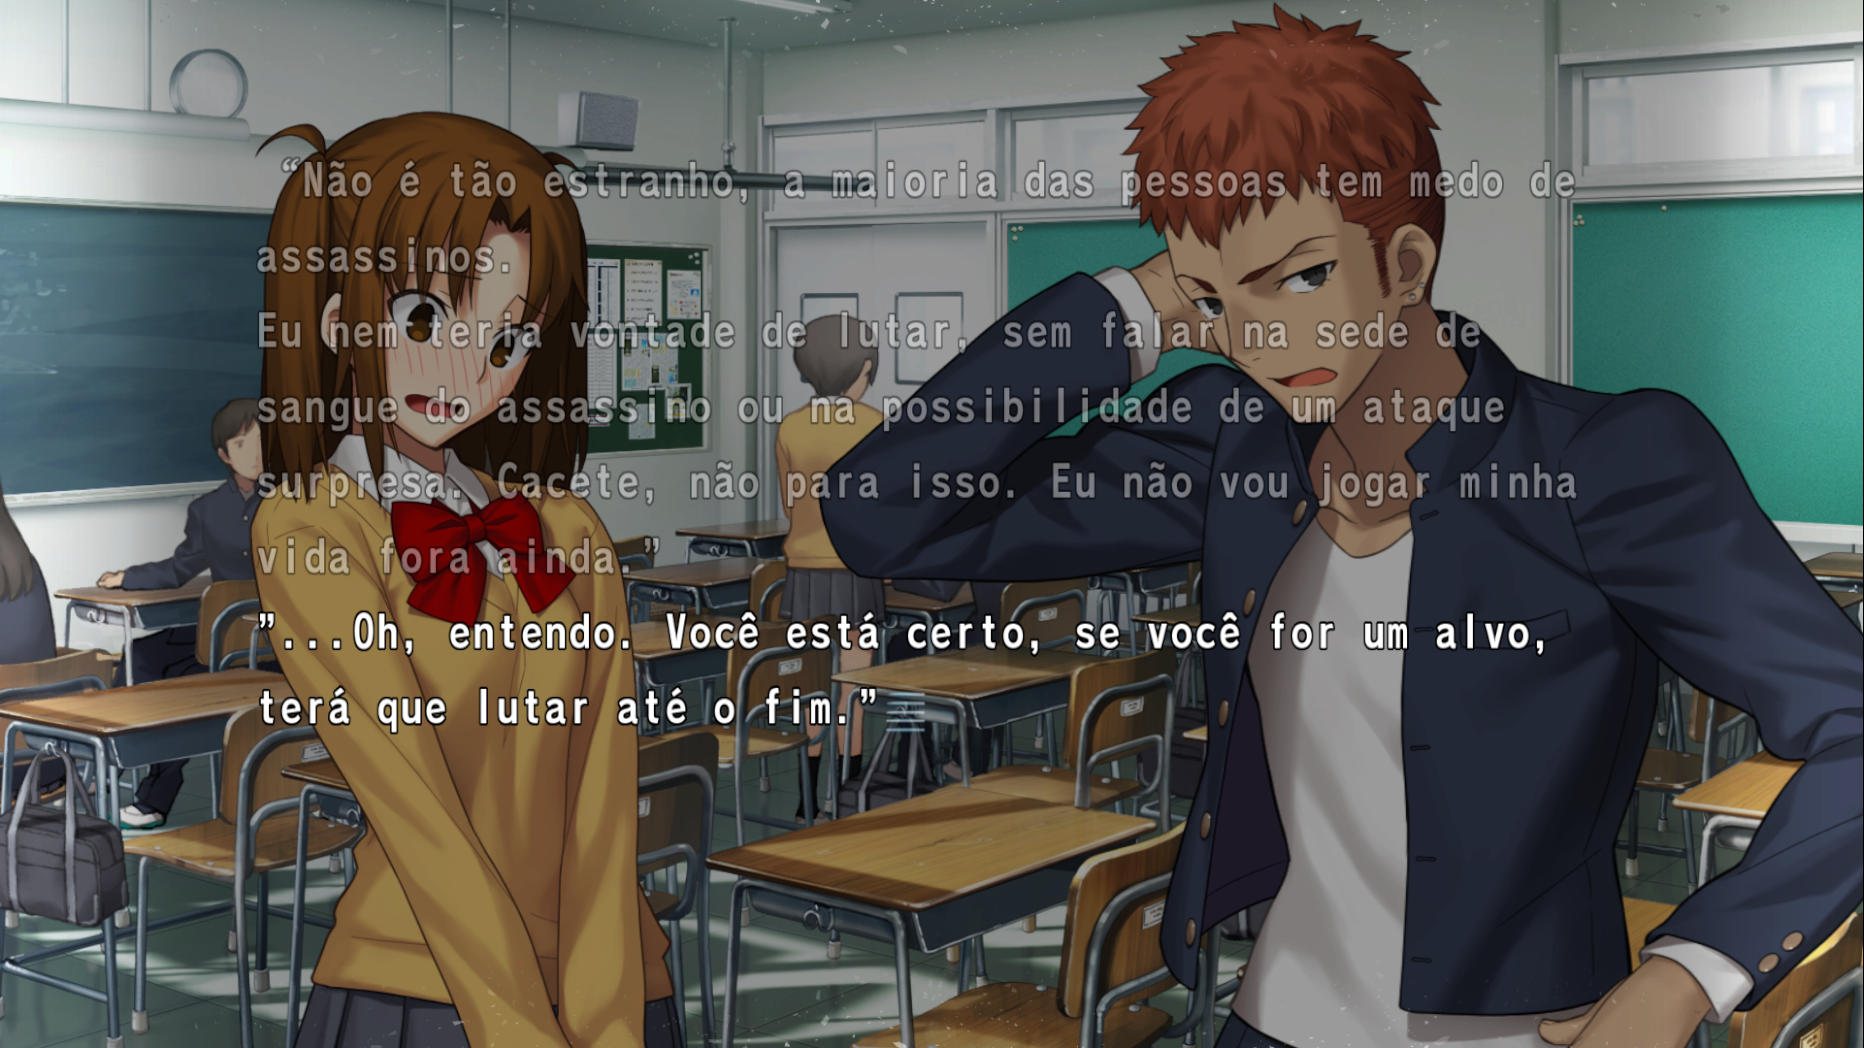 “Não é tão estranho, a maioria das pessoas tem medo de
assassinos.
Eu nem teria vontade de lutar, sem falar na sede de
sangue do assassino ou na possibilidade de um ataque
surpresa. Cacete, não para isso. Eu não vou jogar minha
vida fora ainda.”
”...Oh, entendo. Você está certo, se você for um alvo,
terá que lutar até o fim.”